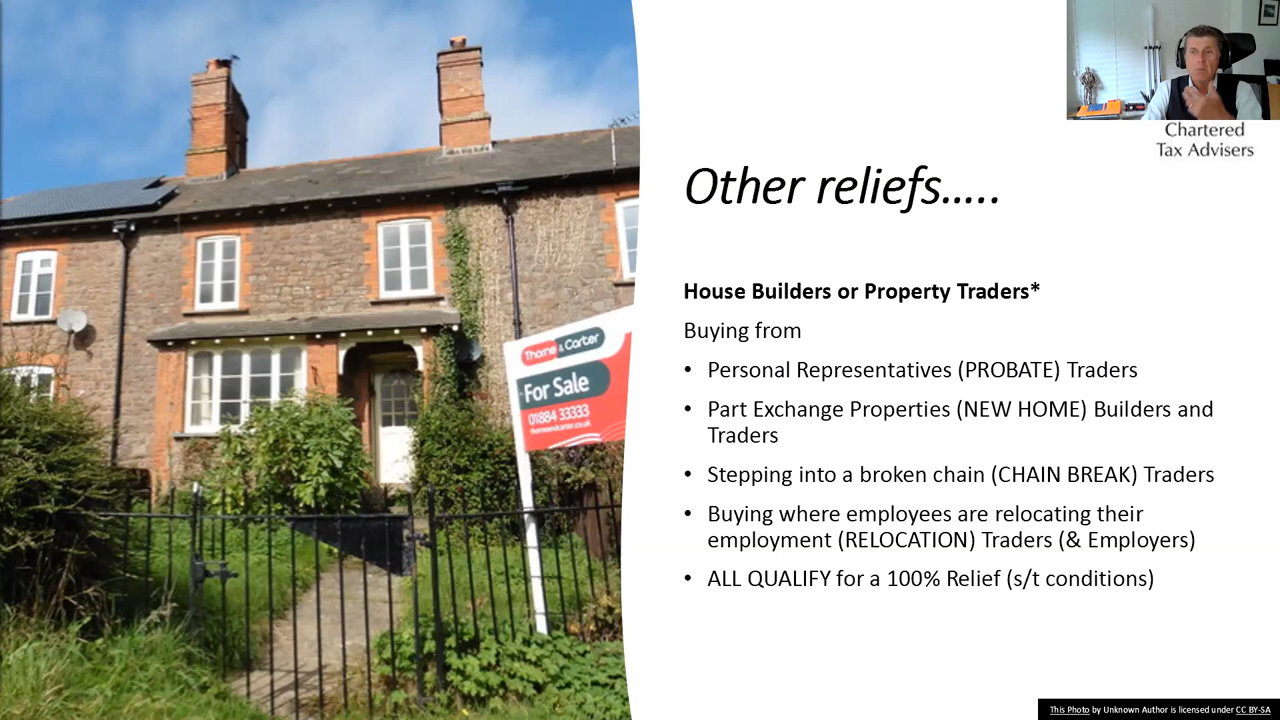 Chartered
Tax Advisers
Other reliefs…..
House Builders or Property Traders*
Buying from
• Personal Representatives (PROBATE) Traders
• Part Exchange Properties (NEW HOME) Builders and
Traders
• Stepping into a broken chain (CHAIN BREAK) Traders
• Buying where employees are relocating their
employment (RELOCATION) Traders (& Employers)
• ALL QUALIFY for a 100% Relief (s/t conditions)
Thorne & Carter
For Sale
01884 33333
thorneandcarter.co.uk
This Photo by Unknown Author is licensed under CC BY-SA